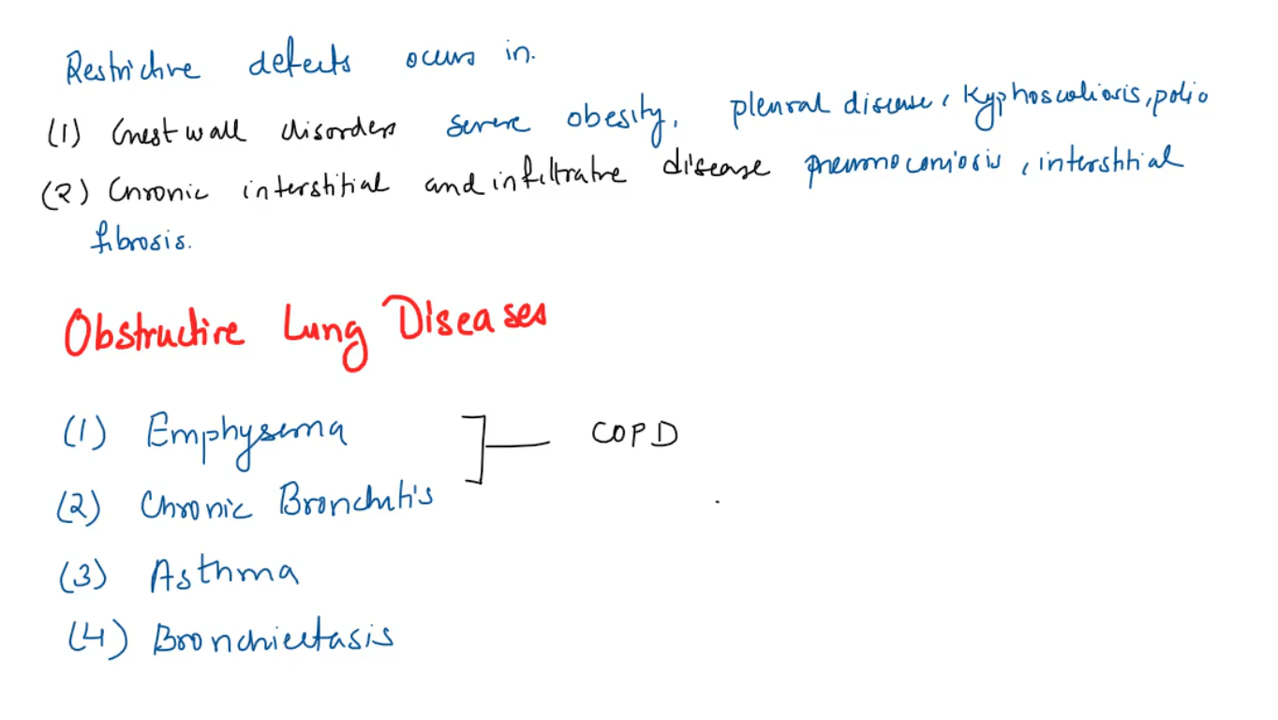 Restrictive defects occurs in.
(1) Chest wall disorders severe obesity, pleural disease, Kyphoscoliosis, polio
(2) Chronic interstitial and infiltrative disease pneumoconiosis, interstitial
fibrosis.
Obstructive Lung Diseases
(1) Emphysema
COPD
(2) Chronic Bronchitis
(3) Asthma
(4) Bronchiectasis